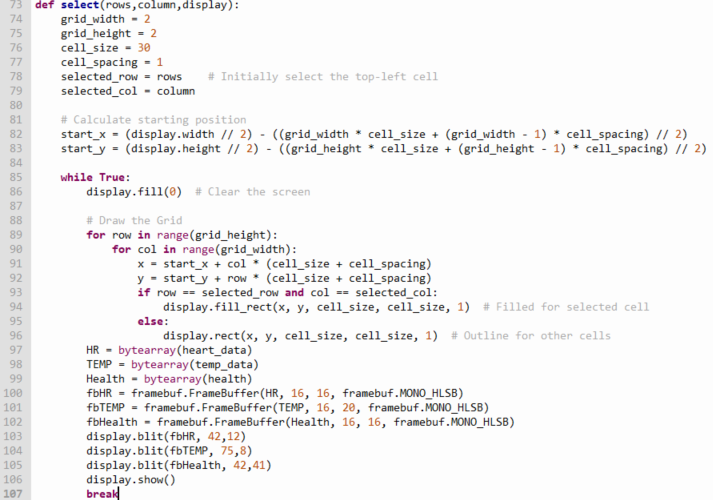 73 def select(rows,column,display):
74     grid_width = 2
75     grid_height = 2
76     cell_size = 30
77     cell_spacing = 1
78     selected_row = rows    # Initially select the top-left cell
79     selected_col = column
80
81     # Calculate starting position
82     start_x = (display.width // 2) - ((grid_width * cell_size + (grid_width - 1) * cell_spacing) // 2)
83     start_y = (display.height // 2) - ((grid_height * cell_size + (grid_height - 1) * cell_spacing) // 2)
84
85     while True:
86         display.fill(0)  # Clear the screen
87
88         # Draw the Grid
89         for row in range(grid_height):
90             for col in range(grid_width):
91                 x = start_x + col * (cell_size + cell_spacing)
92                 y = start_y + row * (cell_size + cell_spacing)
93                 if row == selected_row and col == selected_col:
94                     display.fill_rect(x, y, cell_size, cell_size, 1)  # Filled for selected cell
95                 else:
96                     display.rect(x, y, cell_size, cell_size, 1)  # Outline for other cells
97         HR = bytearray(heart_data)
98         TEMP = bytearray(temp_data)
99         Health = bytearray(health)
100         fbHR = framebuf.FrameBuffer(HR, 16, 16, framebuf.MONO_HLSB)
101         fbTEMP = framebuf.FrameBuffer(TEMP, 16, 20, framebuf.MONO_HLSB)
102         fbHealth = framebuf.FrameBuffer(Health, 16, 16, framebuf.MONO_HLSB)
103         display.blit(fbHR, 42,12)
104         display.blit(fbTEMP, 75,8)
105         display.blit(fbHealth, 42,41)
106         display.show()
107         break